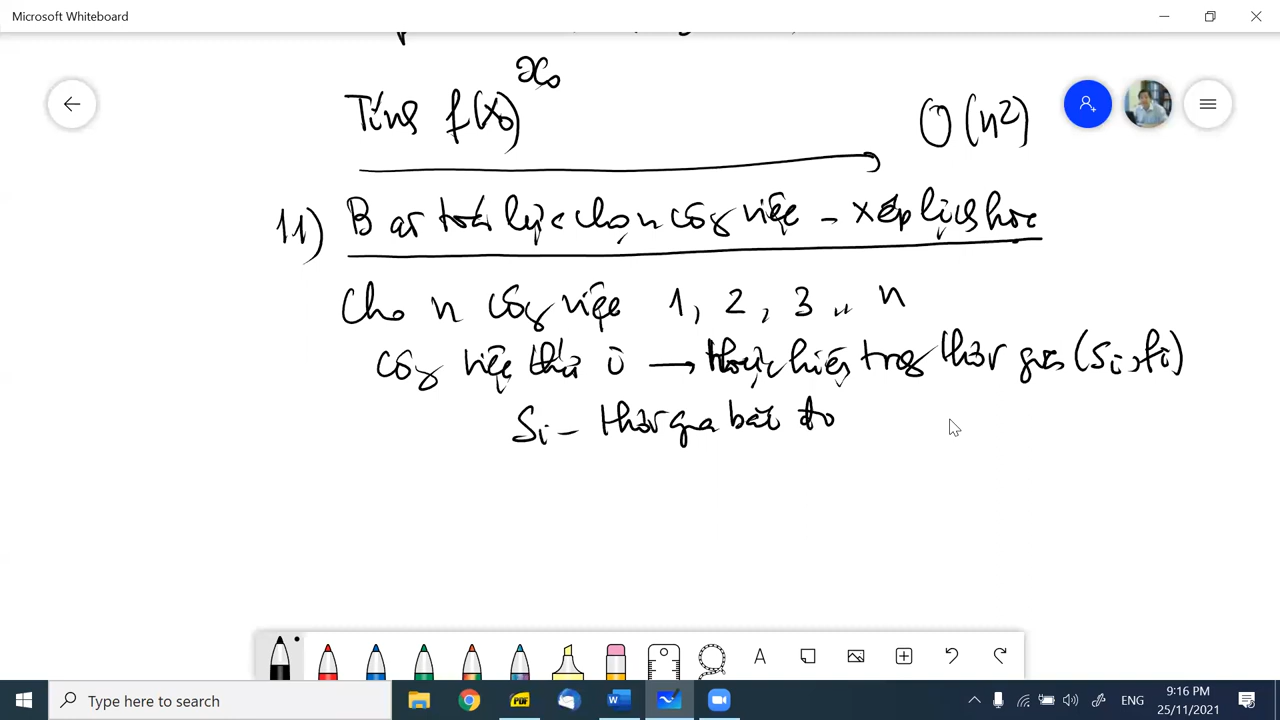 Microsoft Whiteboard
x₀
Tính f(x₀) O(n²)
11) Bài toán lựa chọn công việc - xếp lịch học
Cho n công việc 1, 2, 3 .. n
Công việc thứ i → thực hiện trong thời gian (Si, fi)
Si - thời gian bắt đầ
Type here to search
ENG
9:16 PM
25/11/2021